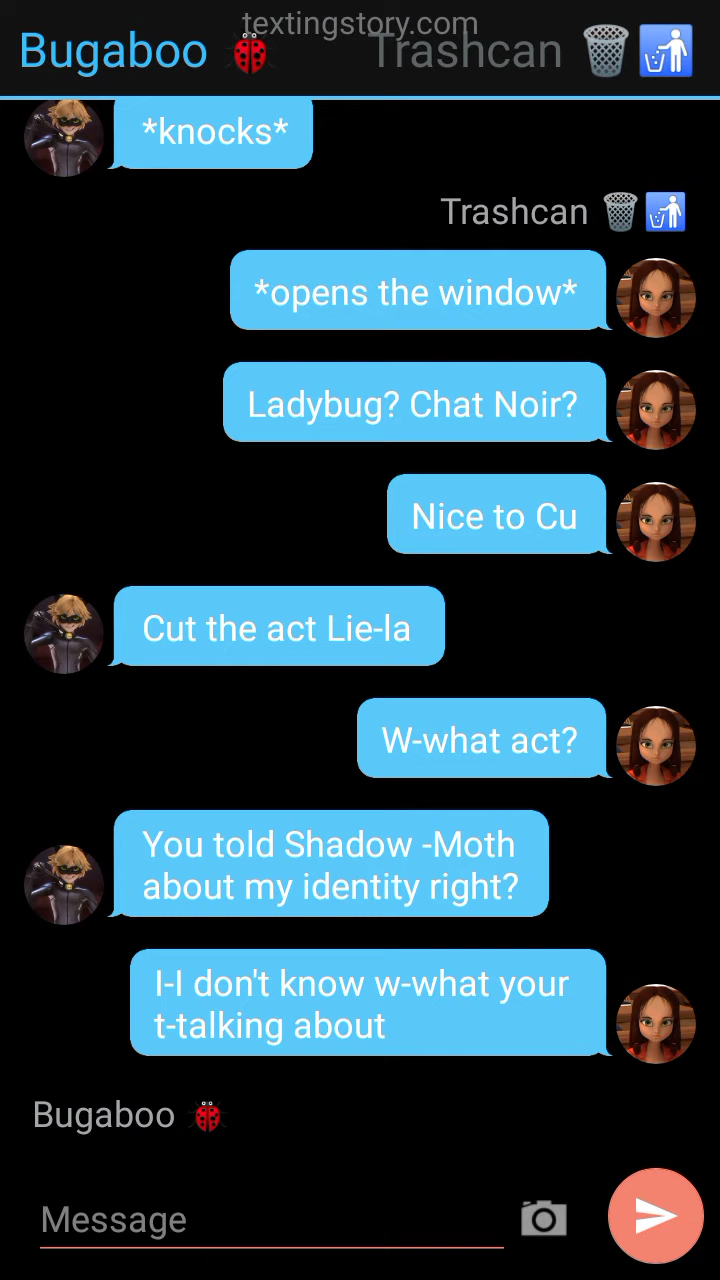 textingstory.com
Bugaboo 🐞 Trashcan 🗑️🚮
*knocks*
Trashcan 🗑️🚮
*opens the window*
Ladybug? Chat Noir?
Nice to Cu
Cut the act Lie-la
W-what act?
You told Shadow -Moth
about my identity right?
I-I don't know w-what your
t-talking about
Bugaboo 🐞
Message